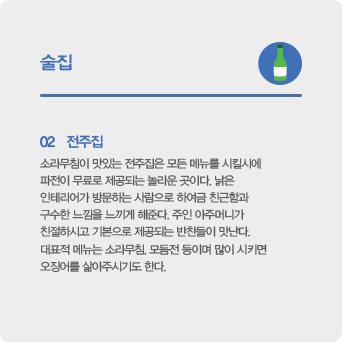 술집
02 전주집
소라무침이 맛있는 전주집은 모든 메뉴를 시킬시에
파전이 무료로 제공되는 놀라운 곳이다. 낡은
인테리어가 방문하는 사람으로 하여금 친근함과
구수한 느낌을 느끼게 해준다. 주인 아주머니가
친절하시고 기본으로 제공되는 반찬들이 맛난다.
대표적 메뉴는 소라무침, 모듬전 등이며 많이 시키면
오징어를 삶아주시기도 한다.